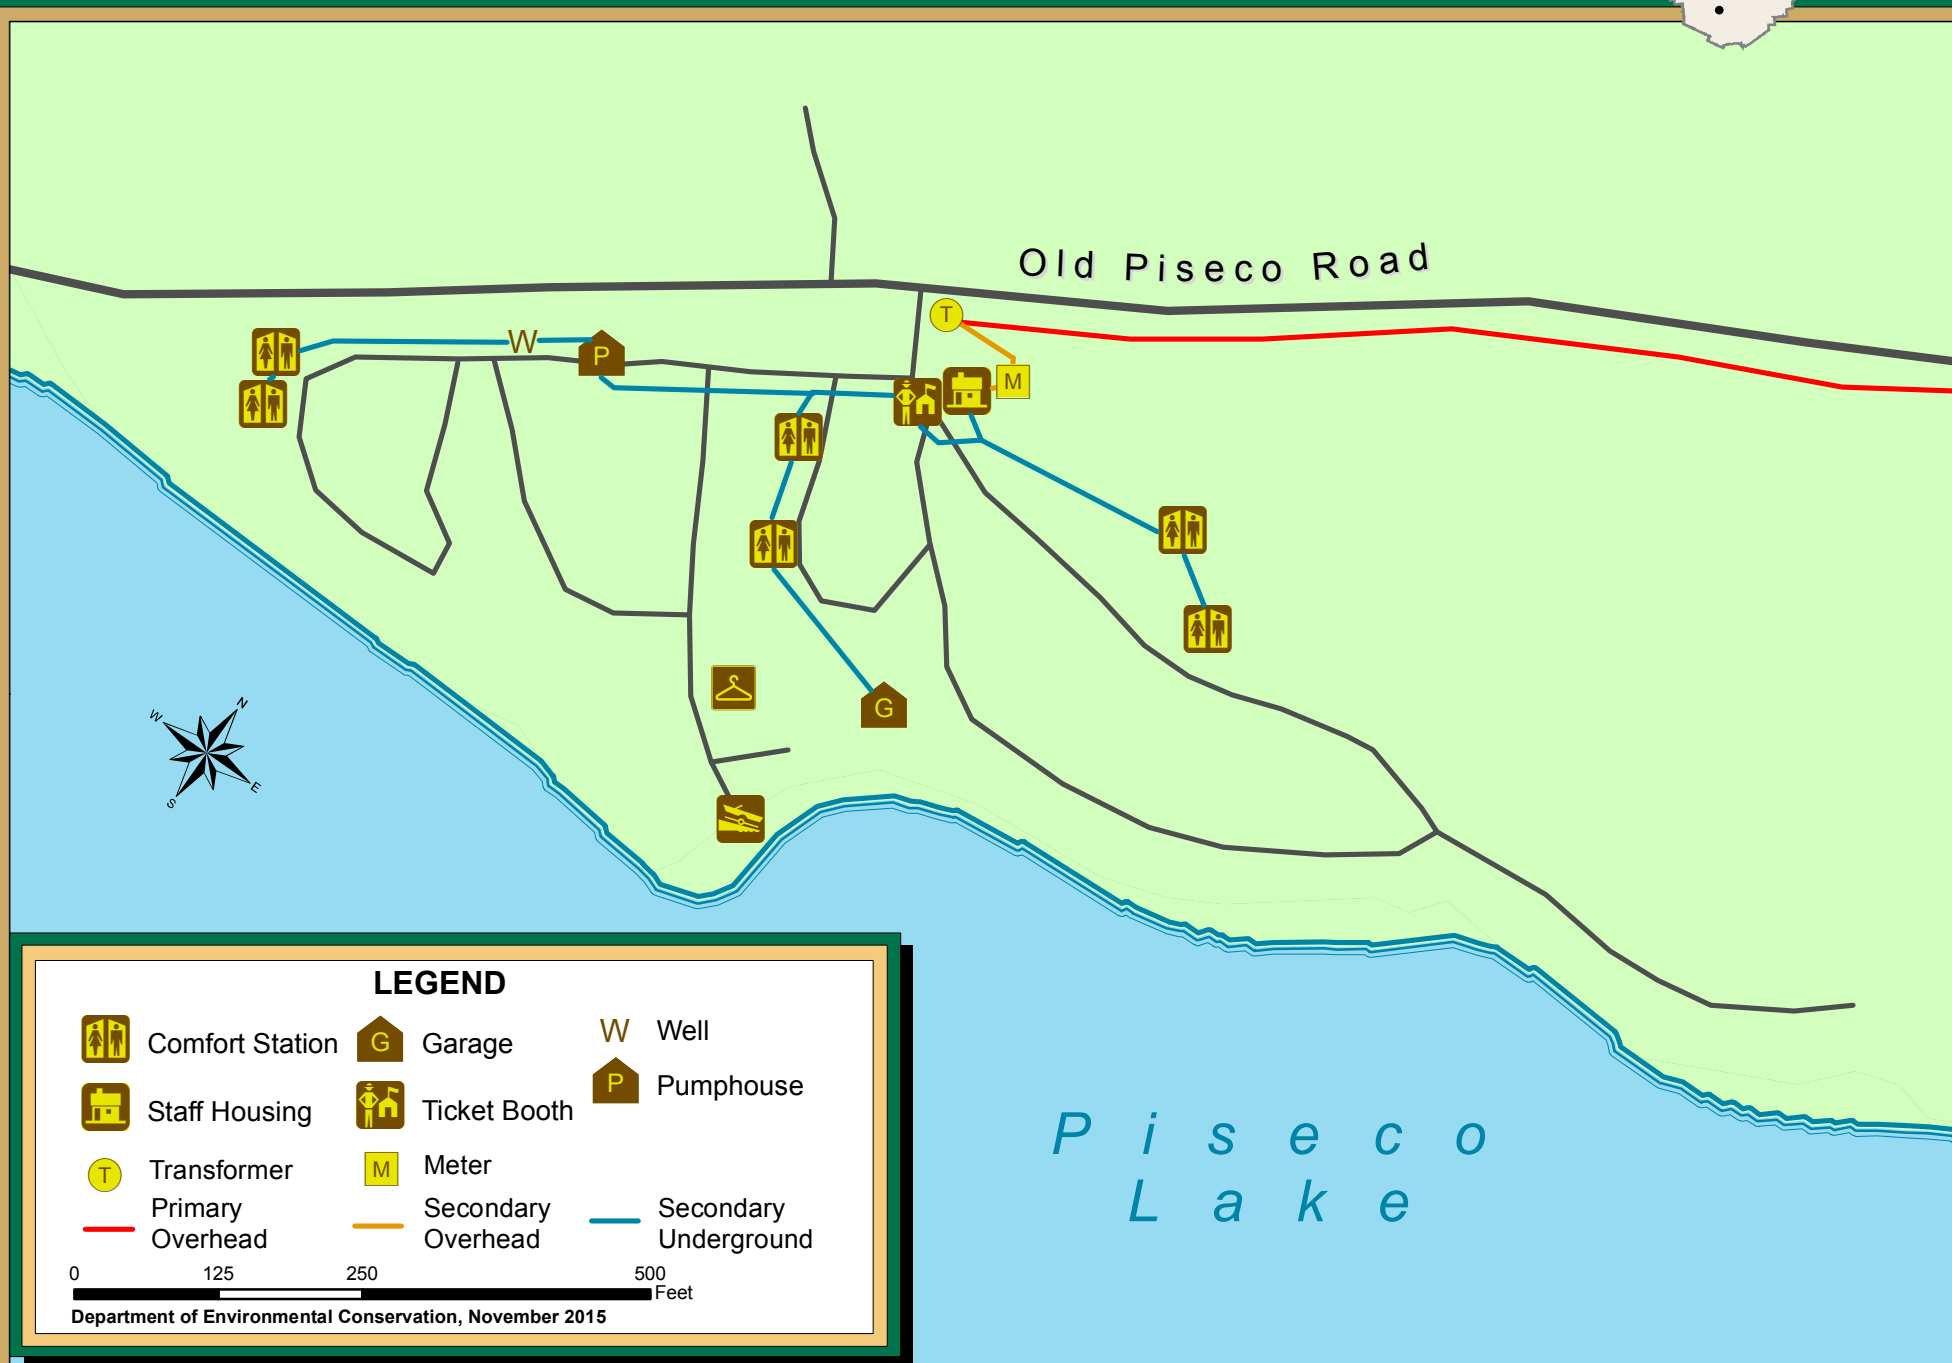 Old Piseco Road
T
W
P
M
G
N
W
E
S
LEGEND
Comfort Station
G Garage
W Well
P Pumphouse
Staff Housing
Ticket Booth
T Transformer
M Meter
Primary
Overhead
Secondary
Overhead
Secondary
Underground
0 125 250 500
Feet
Department of Environmental Conservation, November 2015
Piseco
Lake